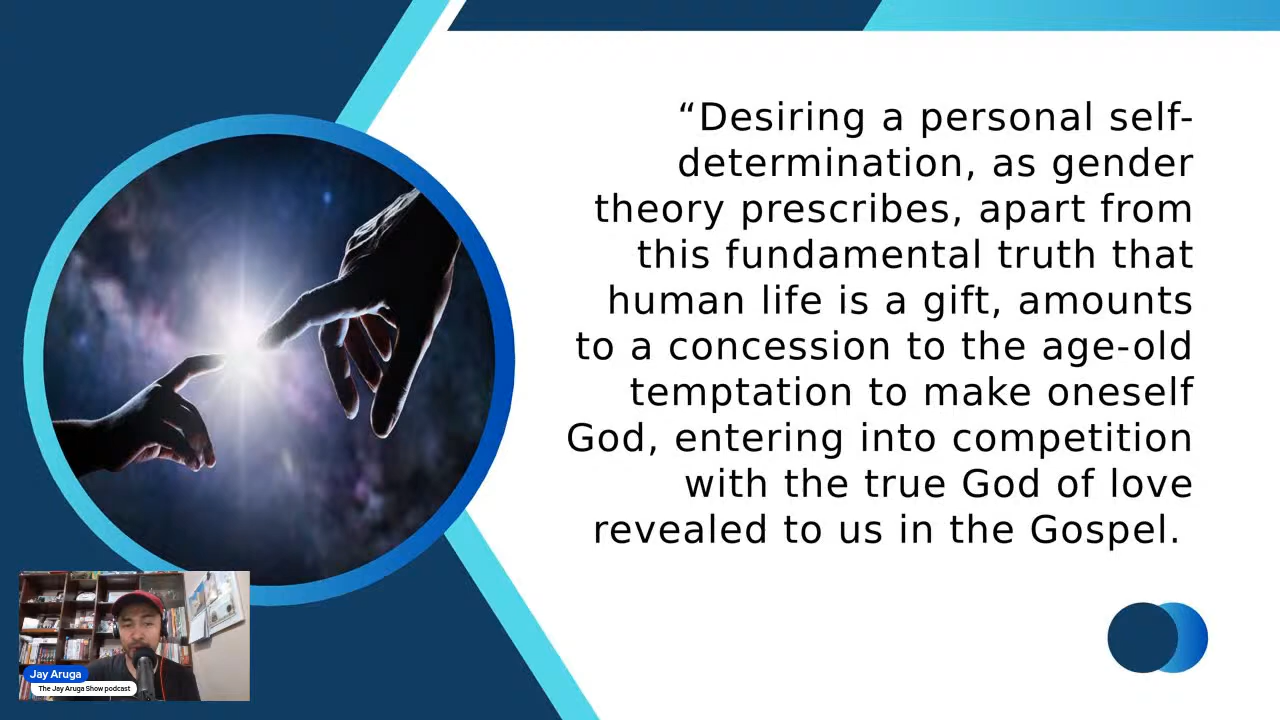 “Desiring a personal self-
determination, as gender
theory prescribes, apart from
this fundamental truth that
human life is a gift, amounts
to a concession to the age-old
temptation to make oneself
God, entering into competition
with the true God of love
revealed to us in the Gospel.
Jay Aruga
The Jay Aruga Show podcast